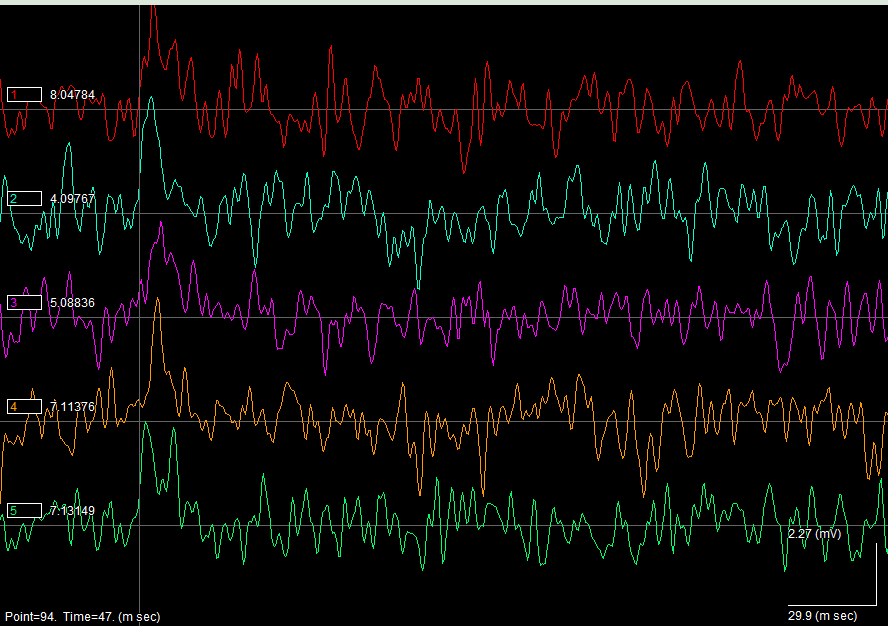 1 8.04784
2 4.09767
3 5.08836
4 7.11376
5 7.13149
2.27 (mV)
Point=94. Time=47. (m sec)
29.9 (m sec)